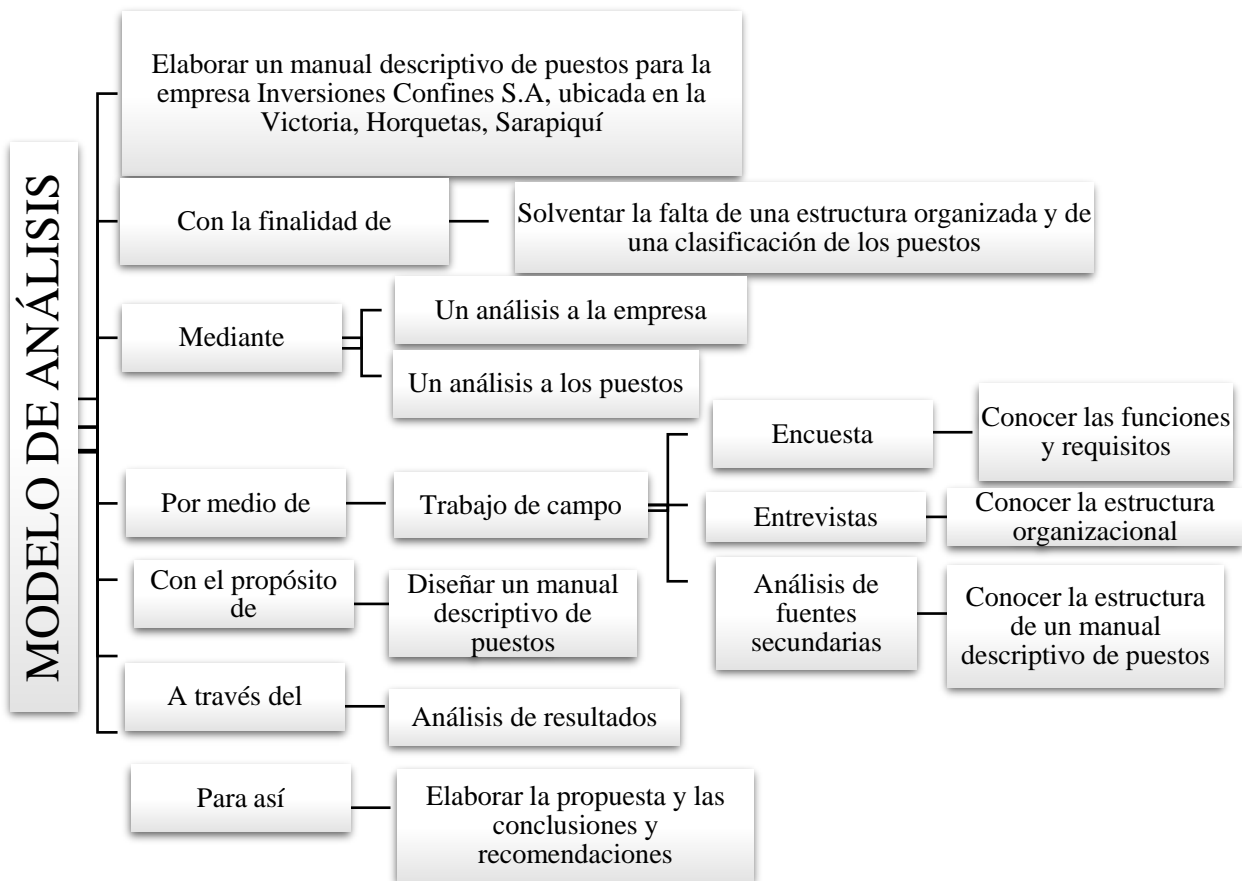 MODELO DE ANÁLISIS
Elaborar un manual descriptivo de puestos para la
empresa Inversiones Confines S.A, ubicada en la
Victoria, Horquetas, Sarapiquí
Con la finalidad de
Solventar la falta de una estructura organizada y de
una clasificación de los puestos
Mediante
Un análisis a la empresa
Un análisis a los puestos
Por medio de
Trabajo de campo
Encuesta
Conocer las funciones
y requisitos
Entrevistas
Conocer la estructura
organizacional
Análisis de
fuentes
secundarias
Conocer la estructura
de un manual
descriptivo de puestos
Con el propósito
de
Diseñar un manual
descriptivo de
puestos
A través del
Análisis de resultados
Para así
Elaborar la propuesta y las
conclusiones y
recomendaciones